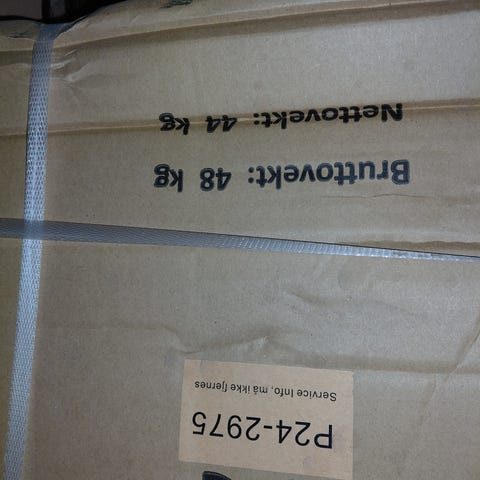 P24-2975
Service Info, må ikke fjernes
Bruttovekt: 48 kg
Nettovekt: 44 kg